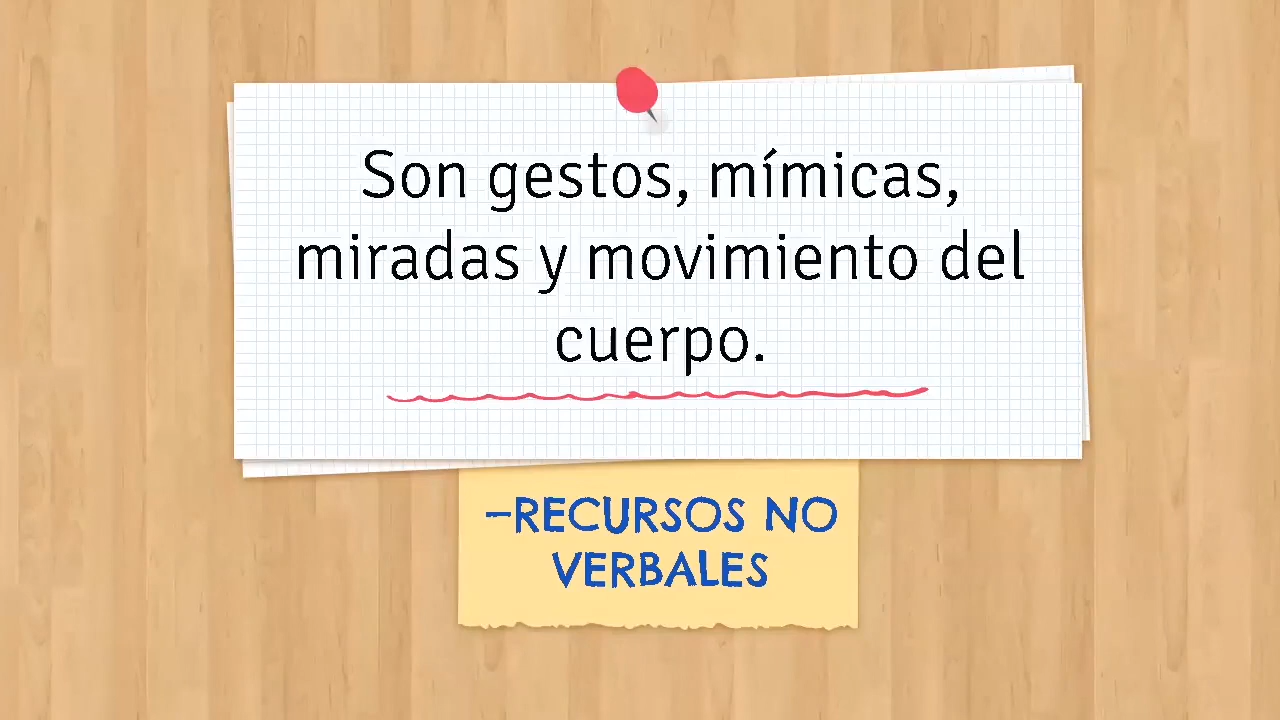 Son gestos, mímicas,
miradas y movimiento del
cuerpo.
–RECURSOS NO
VERBALES